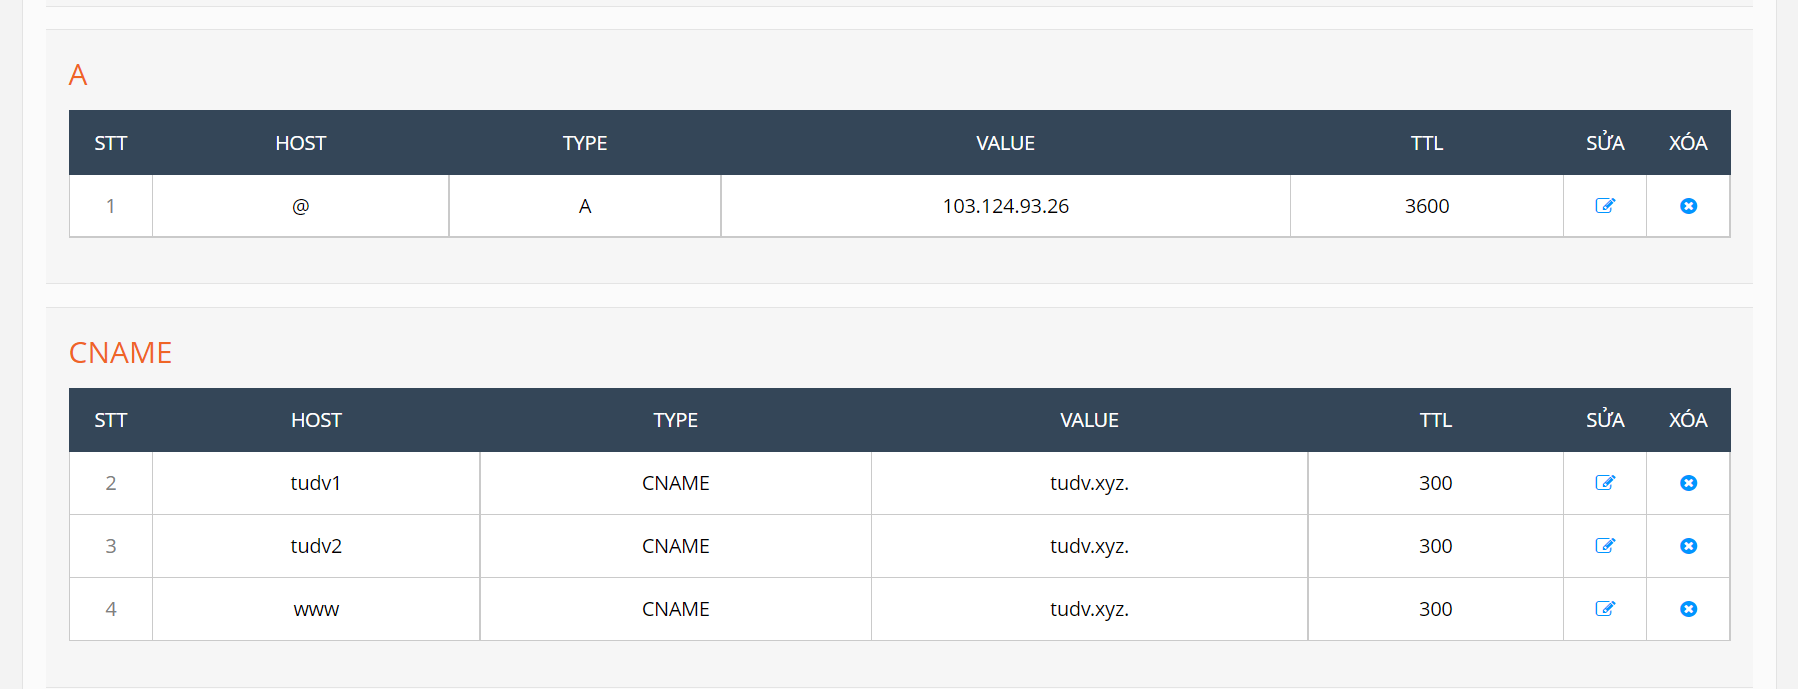 A
STT HOST TYPE VALUE TTL SỬA XÓA
1 @ A 103.124.93.26 3600
CNAME
STT HOST TYPE VALUE TTL SỬA XÓA
2 tudv1 CNAME tudv.xyz. 300
3 tudv2 CNAME tudv.xyz. 300
4 www CNAME tudv.xyz. 300